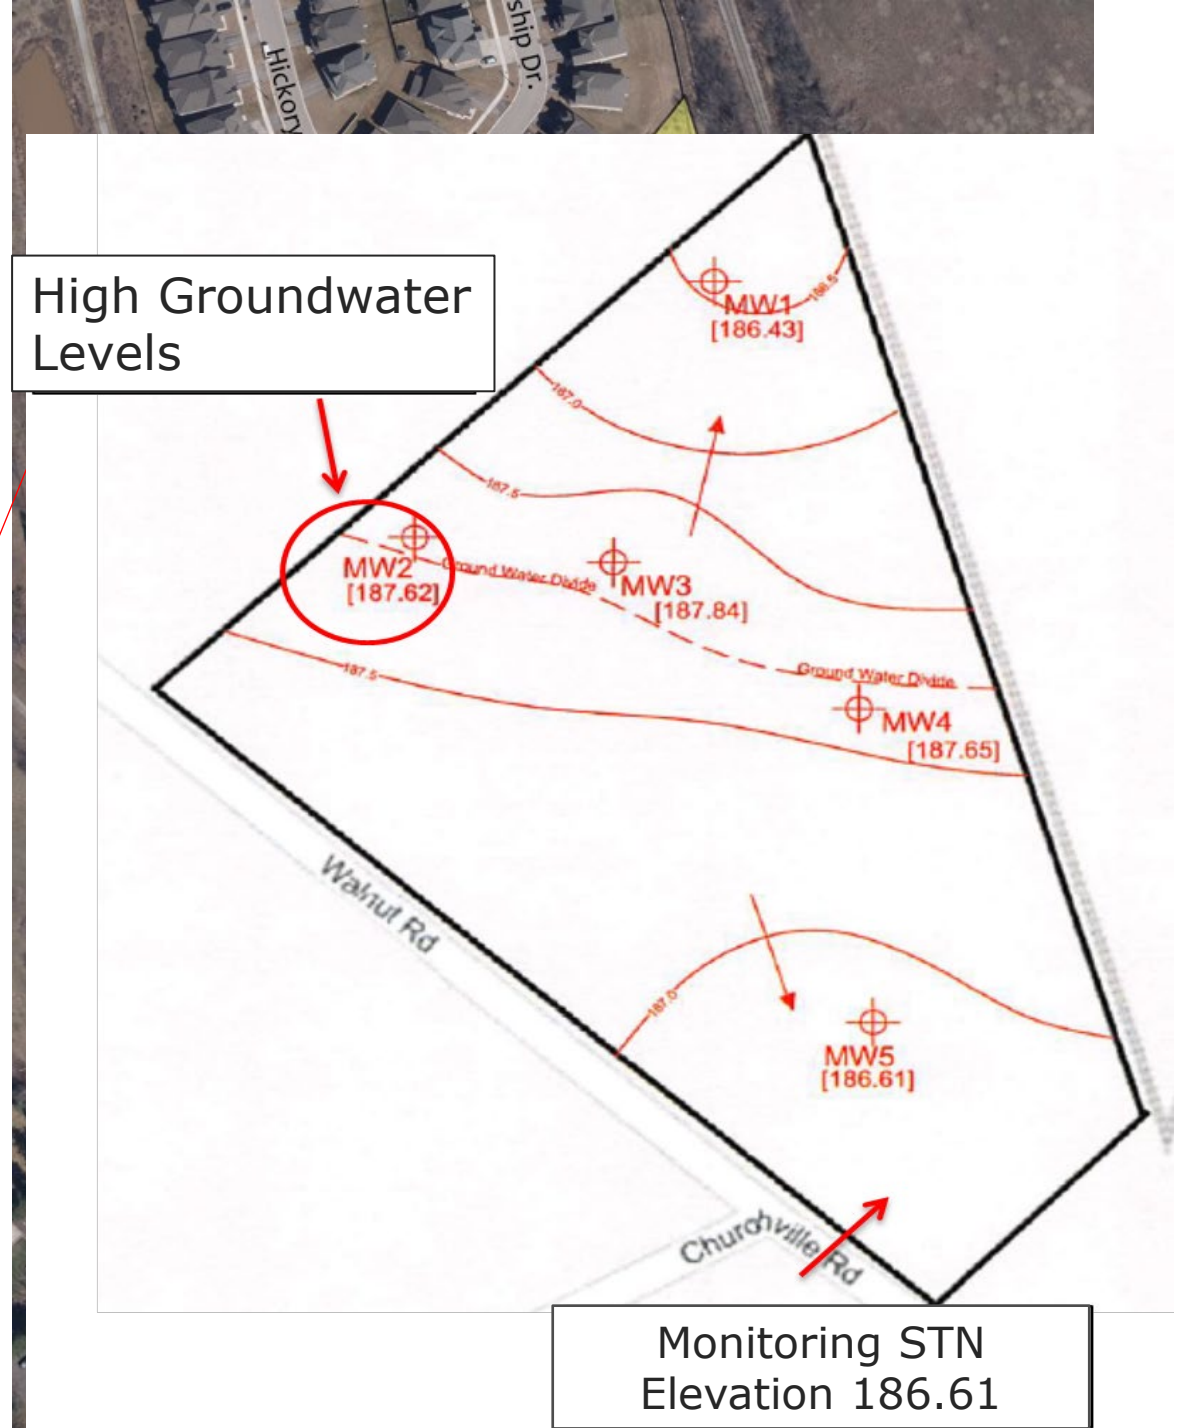 ship Dr.
Hickory
High Groundwater
Levels
MW1
[186.43]
186.5
187.0
187.5
MW2
[187.62]
Ground Water Divide
MW3
[187.84]
Ground Water Divide
187.5
MW4
[187.65]
Walnut Rd
187.0
MW5
[186.61]
Churchville Rd
Monitoring STN
Elevation 186.61